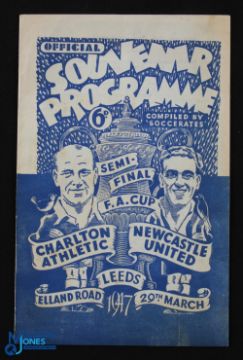 OFFICIAL
SOUVENIR
PROGRAMME
6D
COMPILED BY
"SOCCERATES"
SEMI-
FINAL
F.A. CUP
CHARLTON
ATHLETIC
NEWCASTLE
UNITED
LEEDS
ELLAND ROAD
1947
29TH MARCH
JONES